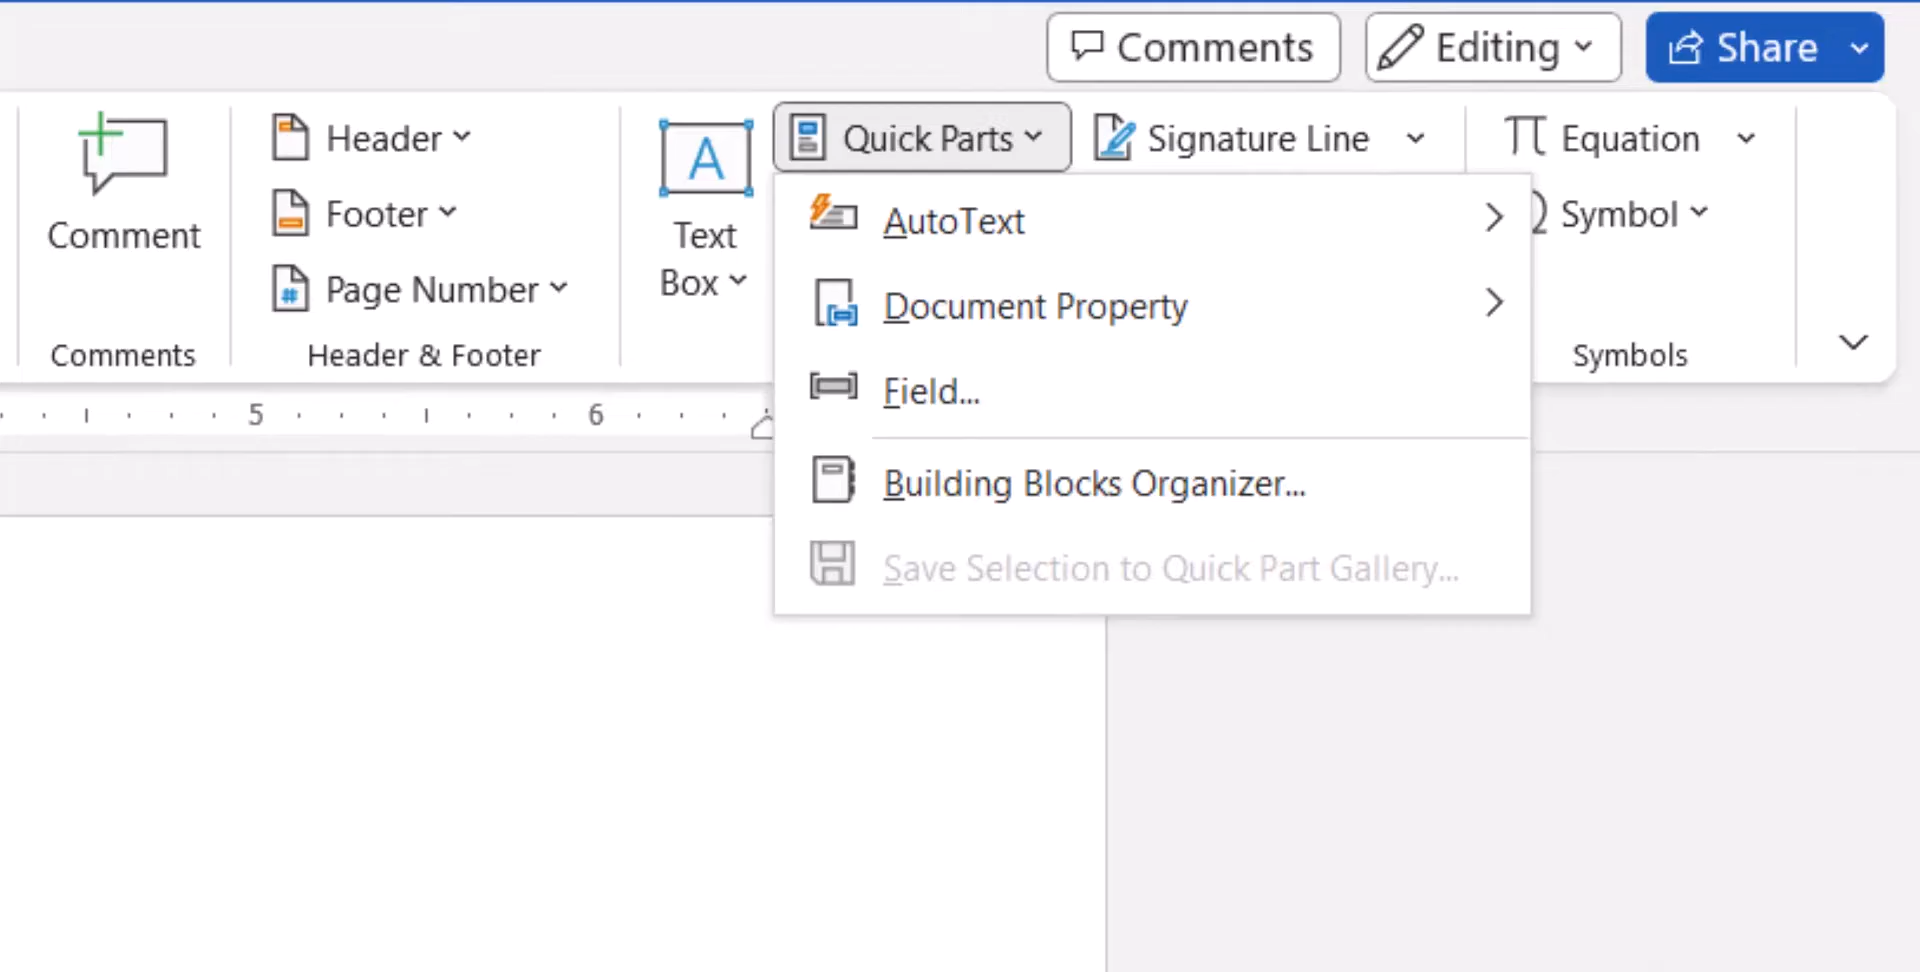 Comments
Editing
Share
Comment
Comments
Header
Footer
Page Number
Header & Footer
Text
Box
Quick Parts
Signature Line
Equation
Symbol
Symbols
AutoText
Document Property
Field...
Building Blocks Organizer...
Save Selection to Quick Part Gallery...
5
6